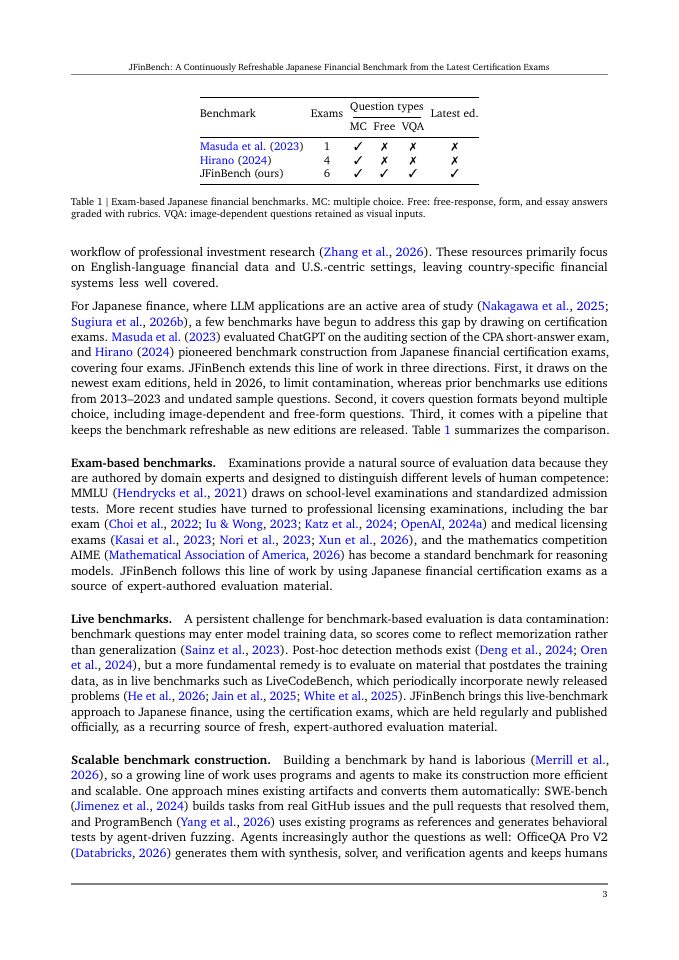 JFinBench: A Continuously Refreshable Japanese Financial Benchmark from the Latest Certification Exams
Benchmark Exams Question types Latest ed.
MC Free VQA
Masuda et al. (2023) 1 ✓ ✗ ✗ ✗
Hirano (2024) 4 ✓ ✗ ✗ ✗
JFinBench (ours) 6 ✓ ✓ ✓ ✓
Table 1 | Exam-based Japanese financial benchmarks. MC: multiple choice. Free: free-response, form, and essay answers
graded with rubrics. VQA: image-dependent questions retained as visual inputs.
workflow of professional investment research (Zhang et al., 2026). These resources primarily focus
on English-language financial data and U.S.-centric settings, leaving country-specific financial
systems less well covered.
For Japanese finance, where LLM applications are an active area of study (Nakagawa et al., 2025;
Sugiura et al., 2026b), a few benchmarks have begun to address this gap by drawing on certification
exams. Masuda et al. (2023) evaluated ChatGPT on the auditing section of the CPA short-answer exam,
and Hirano (2024) pioneered benchmark construction from Japanese financial certification exams,
covering four exams. JFinBench extends this line of work in three directions. First, it draws on the
newest exam editions, held in 2026, to limit contamination, whereas prior benchmarks use editions
from 2013–2023 and undated sample questions. Second, it covers question formats beyond multiple
choice, including image-dependent and free-form questions. Third, it comes with a pipeline that
keeps the benchmark refreshable as new editions are released. Table 1 summarizes the comparison.
Exam-based benchmarks. Examinations provide a natural source of evaluation data because they
are authored by domain experts and designed to distinguish different levels of human competence:
MMLU (Hendrycks et al., 2021) draws on school-level examinations and standardized admission
tests. More recent studies have turned to professional licensing examinations, including the bar
exam (Choi et al., 2022; Iu & Wong, 2023; Katz et al., 2024; OpenAI, 2024a) and medical licensing
exams (Kasai et al., 2023; Nori et al., 2023; Xun et al., 2026), and the mathematics competition
AIME (Mathematical Association of America, 2026) has become a standard benchmark for reasoning
models. JFinBench follows this line of work by using Japanese financial certification exams as a
source of expert-authored evaluation material.
Live benchmarks. A persistent challenge for benchmark-based evaluation is data contamination:
benchmark questions may enter model training data, so scores come to reflect memorization rather
than generalization (Sainz et al., 2023). Post-hoc detection methods exist (Deng et al., 2024; Oren
et al., 2024), but a more fundamental remedy is to evaluate on material that postdates the training
data, as in live benchmarks such as LiveCodeBench, which periodically incorporate newly released
problems (He et al., 2026; Jain et al., 2025; White et al., 2025). JFinBench brings this live-benchmark
approach to Japanese finance, using the certification exams, which are held regularly and published
officially, as a recurring source of fresh, expert-authored evaluation material.
Scalable benchmark construction. Building a benchmark by hand is laborious (Merrill et al.,
2026), so a growing line of work uses programs and agents to make its construction more efficient
and scalable. One approach mines existing artifacts and converts them automatically: SWE-bench
(Jimenez et al., 2024) builds tasks from real GitHub issues and the pull requests that resolved them,
and ProgramBench (Yang et al., 2026) uses existing programs as references and generates behavioral
tests by agent-driven fuzzing. Agents increasingly author the questions as well: OfficeQA Pro V2
(Databricks, 2026) generates them with synthesis, solver, and verification agents and keeps humans
3